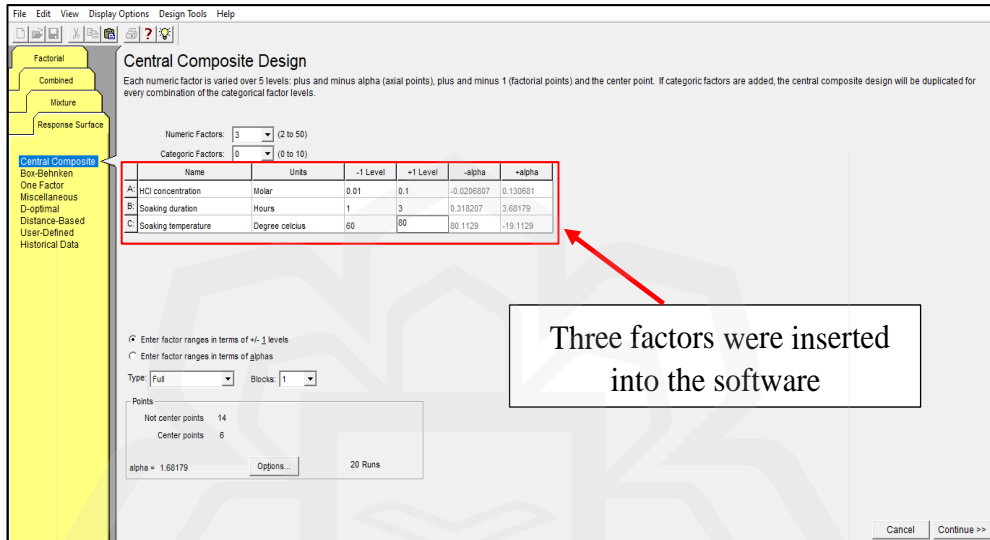 File Edit View Display Options Design Tools Help
Factorial
Combined
Mixture
Response Surface
Central Composite
Box-Behnken
One Factor
Miscellaneous
D-optimal
Distance-Based
User-Defined
Historical Data
Central Composite Design
Each numeric factor is varied over 5 levels: plus and minus alpha (axial points), plus and minus 1 (factorial points) and the center point. If categoric factors are added, the central composite design will be duplicated for
every combination of the categorical factor levels.
Numeric Factors: 3 (2 to 50)
Categoric Factors: 0 (0 to 10)
Name Units -1 Level +1 Level -alpha +alpha
A: HCl concentration Molar 0.01 0.1 -0.0206807 0.130681
B: Soaking duration Hours 1 3 0.318207 3.68179
C: Soaking temperature Degree celcius 60 80 80.1129 -19.1129
Three factors were inserted
into the software
Enter factor ranges in terms of +/- 1 levels
Enter factor ranges in terms of alphas
Type: Full Blocks: 1
Points
Not center points 14
Center points 6
alpha = 1.68179 Options... 20 Runs
Cancel Continue >>